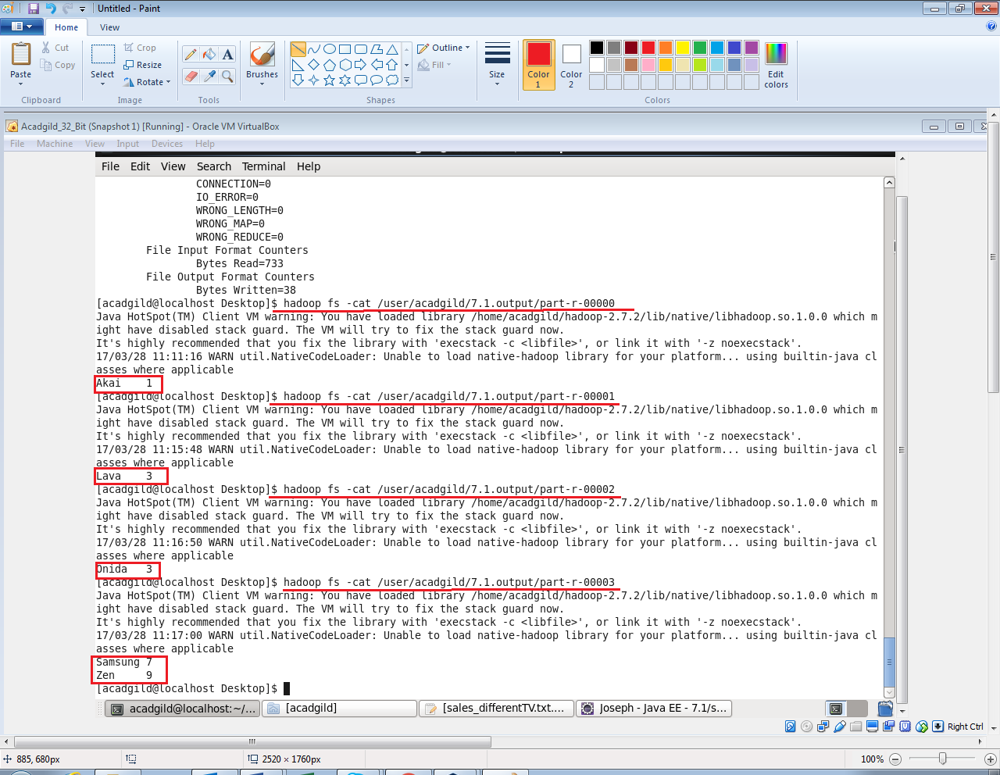 Untitled - Paint
Home View
Paste
Cut
Copy
Clipboard
Select
Crop
Resize
Rotate
Image
A
Tools
Brushes
Outline
Fill
Shapes
Size
Color 1
Color 2
Edit colors
Colors
Acadgild_32_Bit (Snapshot 1) [Running] - Oracle VM VirtualBox
File Machine View Input Devices Help
File Edit View Search Terminal Help
CONNECTION=0
IO_ERROR=0
WRONG_LENGTH=0
WRONG_MAP=0
WRONG_REDUCE=0
File Input Format Counters
Bytes Read=733
File Output Format Counters
Bytes Written=38
[acadgild@localhost Desktop]$ hadoop fs -cat /user/acadgild/7.1.output/part-r-00000
Java HotSpot(TM) Client VM warning: You have loaded library /home/acadgild/hadoop-2.7.2/lib/native/libhadoop.so.1.0.0 which m
ight have disabled stack guard. The VM will try to fix the stack guard now.
It's highly recommended that you fix the library with 'execstack -c <libfile>', or link it with '-z noexecstack'.
17/03/28 11:11:16 WARN util.NativeCodeLoader: Unable to load native-hadoop library for your platform... using builtin-java cl
asses where applicable
Akai 1
[acadgild@localhost Desktop]$ hadoop fs -cat /user/acadgild/7.1.output/part-r-00001
Java HotSpot(TM) Client VM warning: You have loaded library /home/acadgild/hadoop-2.7.2/lib/native/libhadoop.so.1.0.0 which m
ight have disabled stack guard. The VM will try to fix the stack guard now.
It's highly recommended that you fix the library with 'execstack -c <libfile>', or link it with '-z noexecstack'.
17/03/28 11:15:48 WARN util.NativeCodeLoader: Unable to load native-hadoop library for your platform... using builtin-java cl
asses where applicable
Lava 3
[acadgild@localhost Desktop]$ hadoop fs -cat /user/acadgild/7.1.output/part-r-00002
Java HotSpot(TM) Client VM warning: You have loaded library /home/acadgild/hadoop-2.7.2/lib/native/libhadoop.so.1.0.0 which m
ight have disabled stack guard. The VM will try to fix the stack guard now.
It's highly recommended that you fix the library with 'execstack -c <libfile>', or link it with '-z noexecstack'.
17/03/28 11:16:50 WARN util.NativeCodeLoader: Unable to load native-hadoop library for your platform... using builtin-java cl
asses where applicable
Onida 3
[acadgild@localhost Desktop]$ hadoop fs -cat /user/acadgild/7.1.output/part-r-00003
Java HotSpot(TM) Client VM warning: You have loaded library /home/acadgild/hadoop-2.7.2/lib/native/libhadoop.so.1.0.0 which m
ight have disabled stack guard. The VM will try to fix the stack guard now.
It's highly recommended that you fix the library with 'execstack -c <libfile>', or link it with '-z noexecstack'.
17/03/28 11:17:00 WARN util.NativeCodeLoader: Unable to load native-hadoop library for your platform... using builtin-java cl
asses where applicable
Samsung 7
Zen 9
[acadgild@localhost Desktop]$
acadgild@localhost:~/... [acadgild] [sales_differentTV.txt.... Joseph - Java EE - 7.1/s...
Right Ctrl
885, 680px 2520 × 1760px 100%